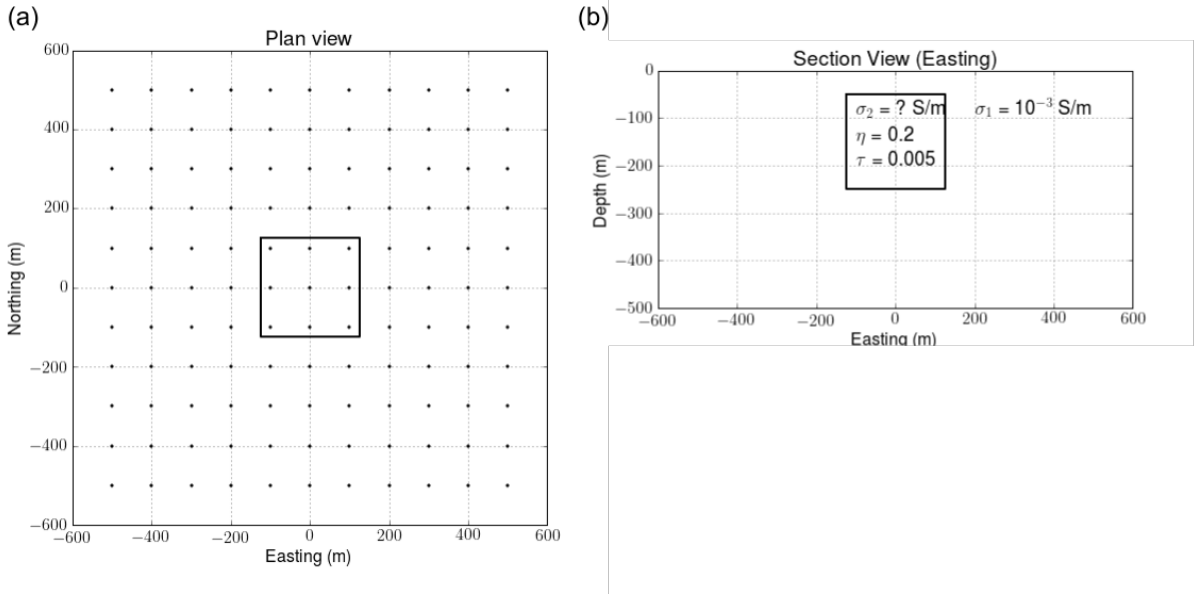 (a)
Plan view
600
400
200
0
−200
−400
−600
−600
−400
−200
0
200
400
600
Northing (m)
Easting (m)
(b)
Section View (Easting)
0
−100
−200
−300
−400
−500
−600
−400
−200
0
200
400
600
Depth (m)
Easting (m)
σ₂ = ? S/m
η = 0.2
τ = 0.005
σ₁ = 10⁻³ S/m